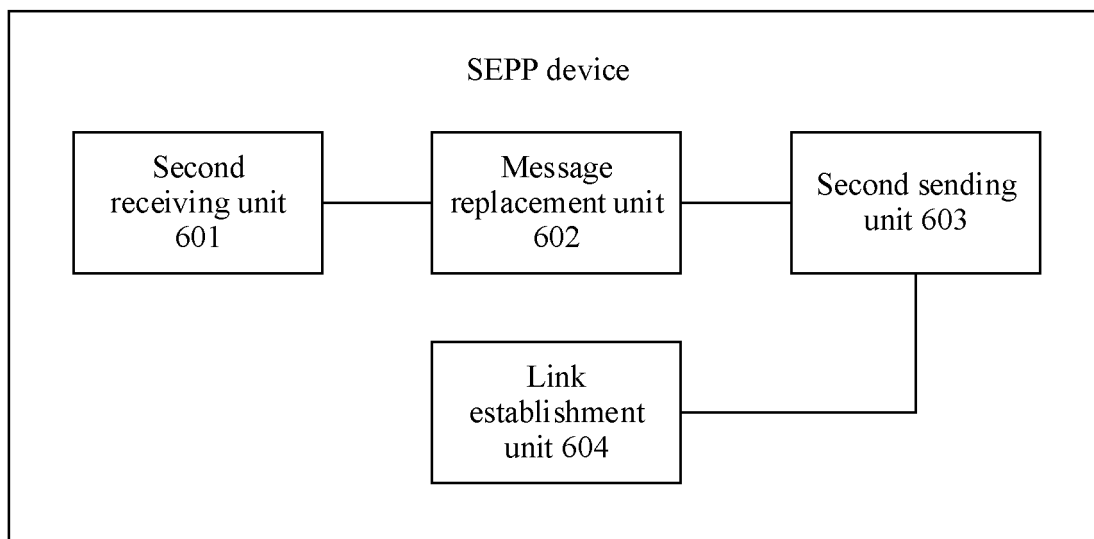 SEPP device
Second
receiving unit
601
Message
replacement unit
602
Second sending
unit 603
Link
establishment
unit 604